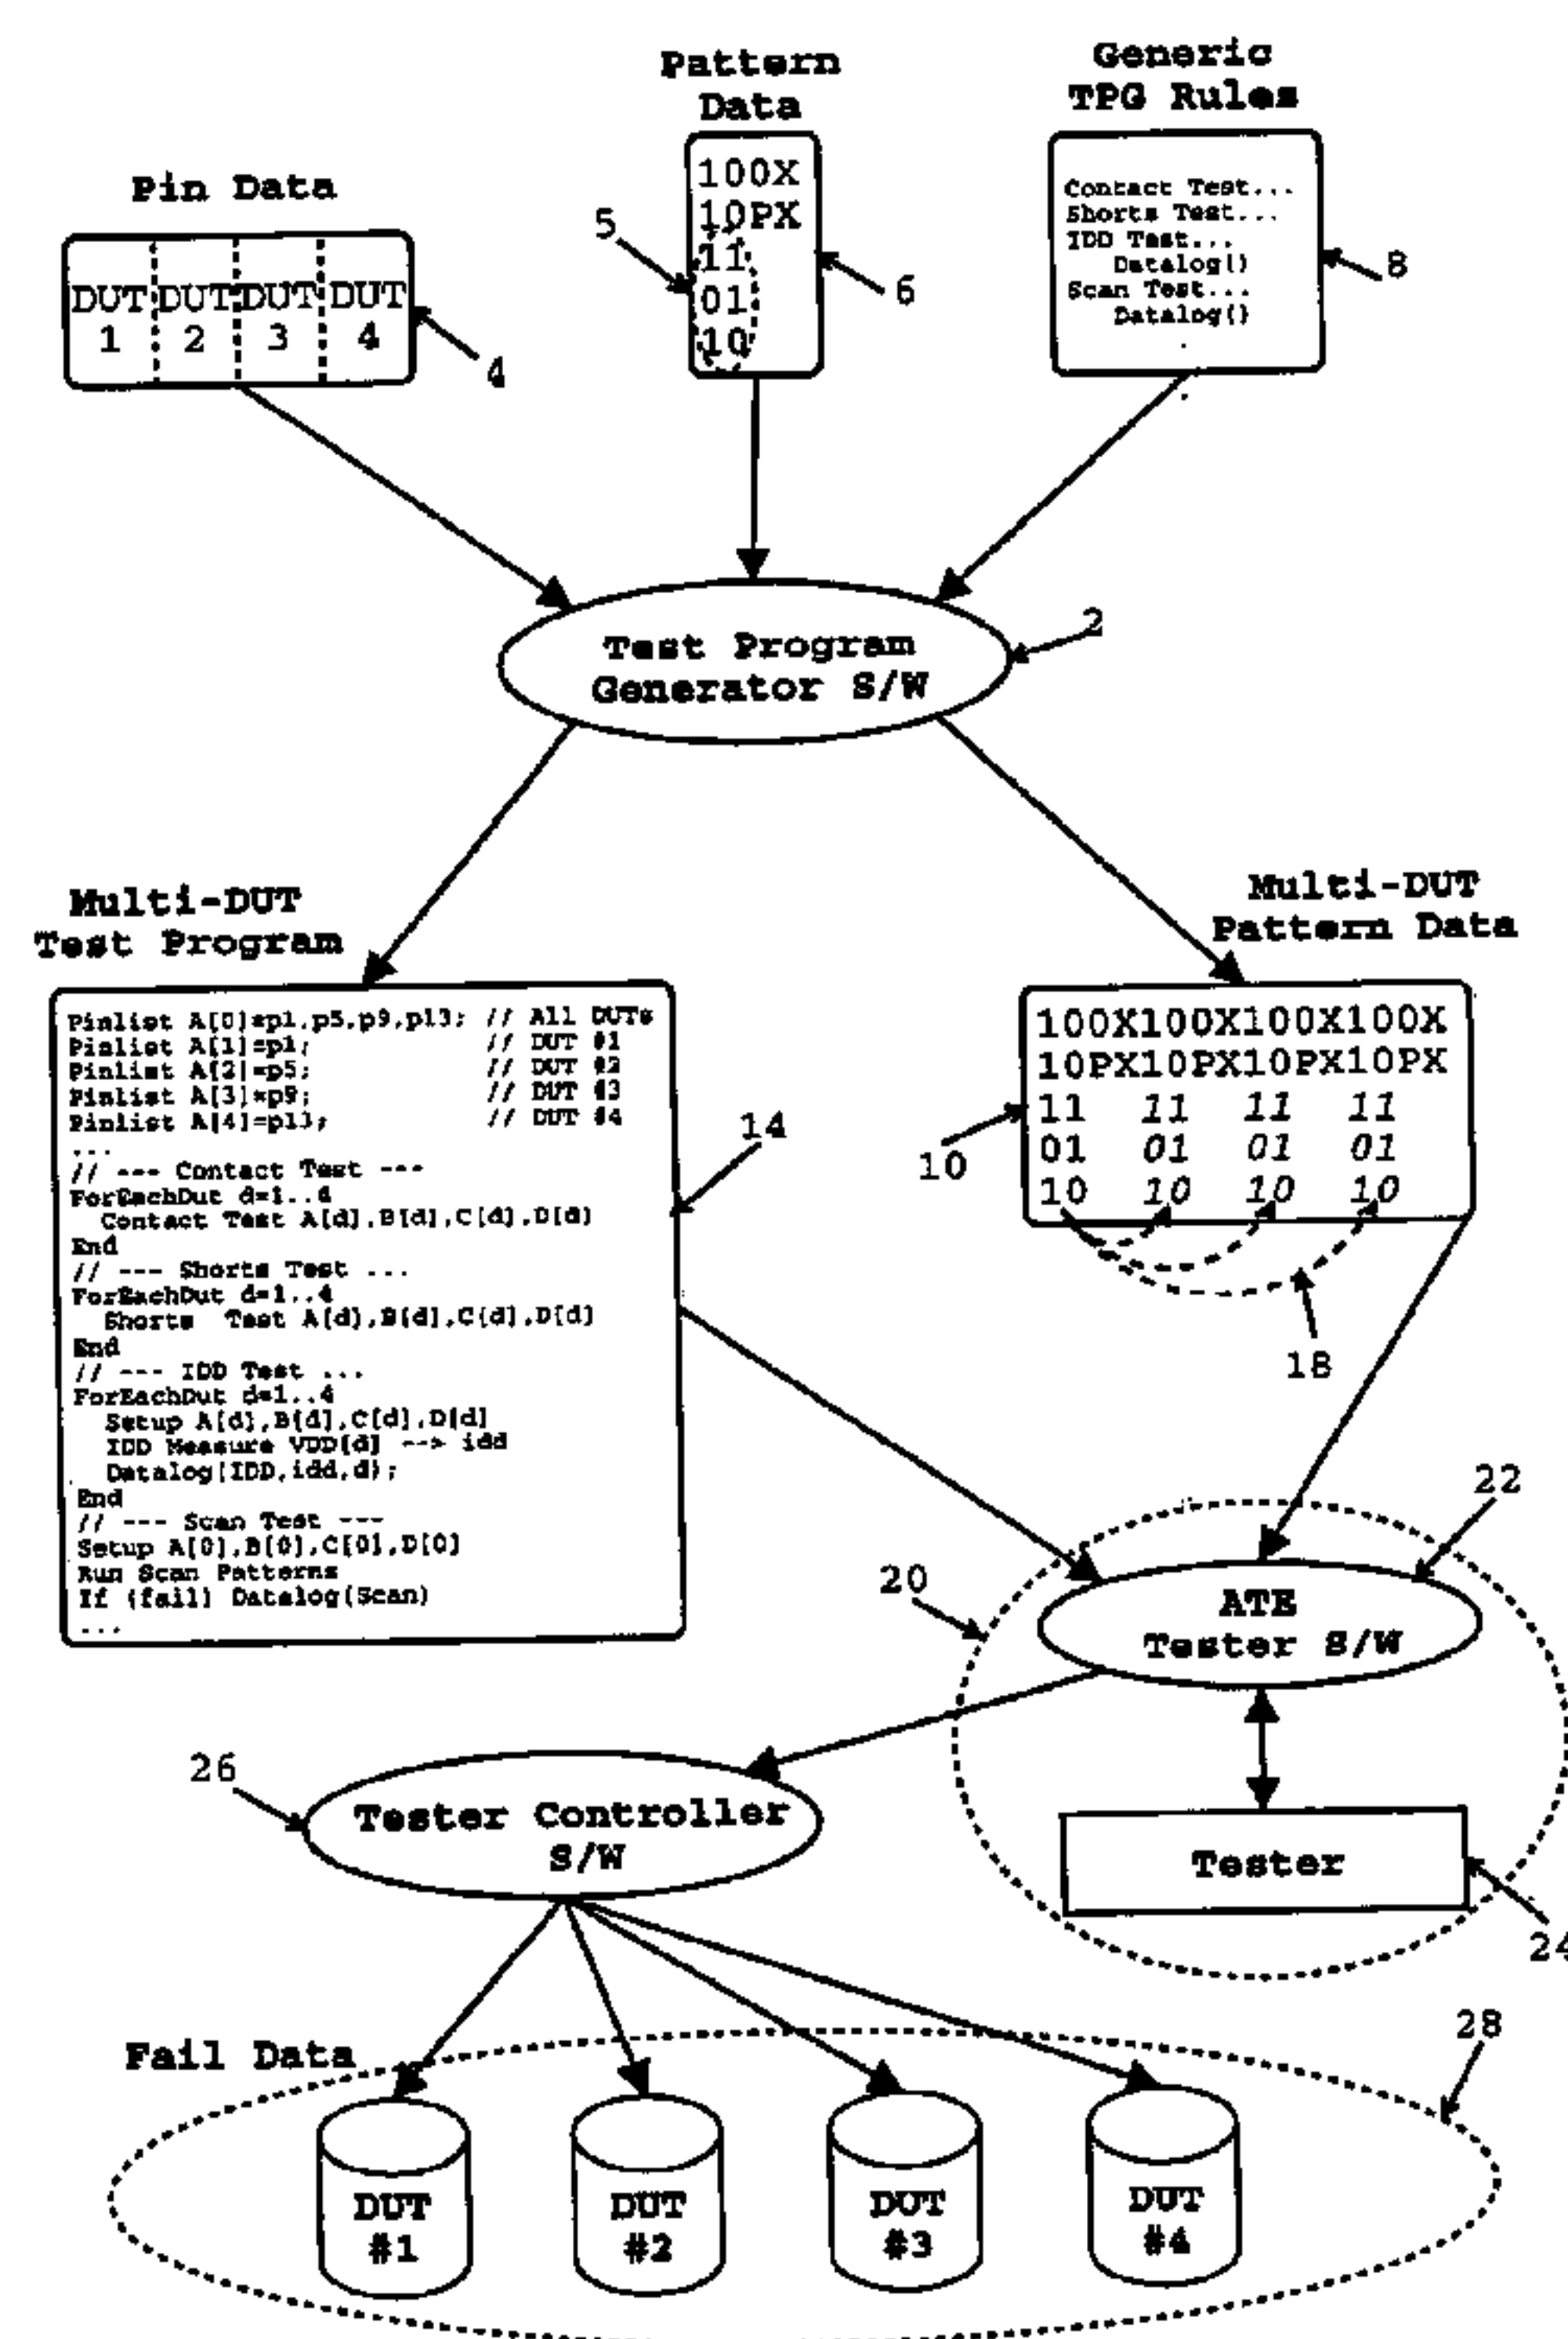 Pattern
Data
Generic
TPG Rules
Pin Data
100X
10PX
11
01
10
5
6
Contact Test...
Shorts Test...
IDD Test...
Datalog()
Scan Test...
Datalog()
.
8
DUT DUT DUT DUT
1 2 3 4
4
Test Program
Generator S/W
2
Multi-DUT
Test Program
Multi-DUT
Pattern Data
Pinlist A[0]=p1,p5,p9,p13; // All DUTs
Pinlist A[1]=p1; // DUT #1
Pinlist A[2]=p5; // DUT #2
Pinlist A[3]=p9; // DUT #3
Pinlist A[4]=p13; // DUT #4
...
// --- Contact Test ---
ForEachDut d=1..4
Contact Test A[d],B[d],C[d],D[d]
End
// --- Shorts Test ...
ForEachDut d=1..4
Shorts Test A[d],B[d],C[d],D[d]
End
// --- IDD Test ...
ForEachDut d=1..4
Setup A[d],B[d],C[d],D[d]
IDD Measure VDD[d] --> idd
Datalog(IDD,idd,d);
End
// --- Scan Test ---
Setup A[0],B[0],C[0],D[0]
Run Scan Patterns
If (fail) Datalog(Scan)
...
14
100X100X100X100X
10PX10PX10PX10PX
11 11 11 11
01 01 01 01
10 10 10 10
10
18
22
20
ATE
Tester S/W
26
Tester Controller
S/W
Tester
24
Fail Data
28
DUT
#1
DUT
#2
DUT
#3
DUT
#4